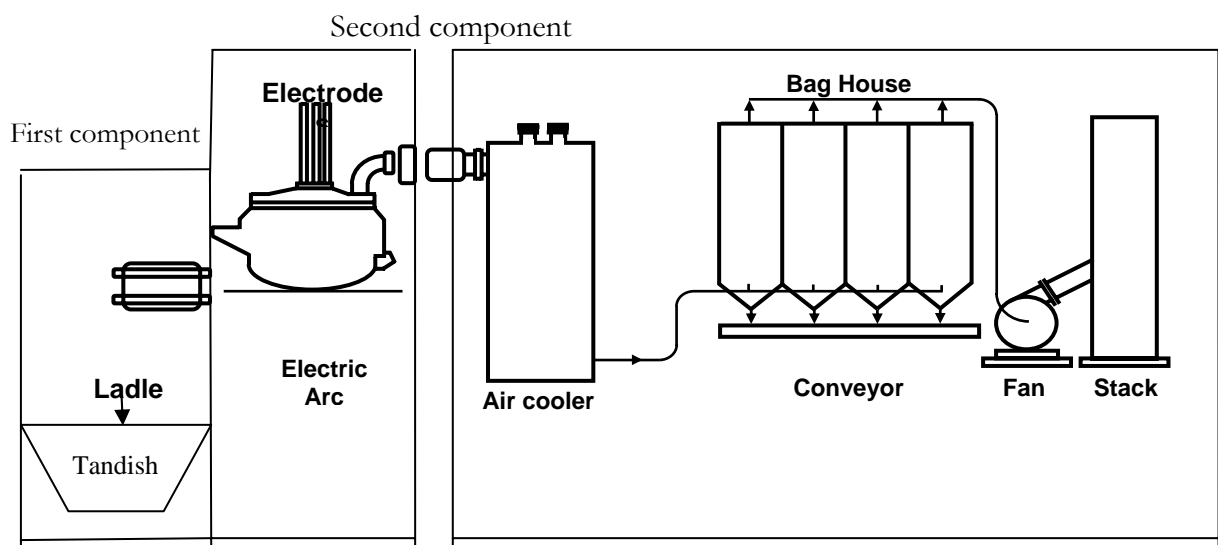 Second component
First component
Electrode
Bag House
Ladle
Electric
Arc
Air cooler
Conveyor
Fan
Stack
Tandish